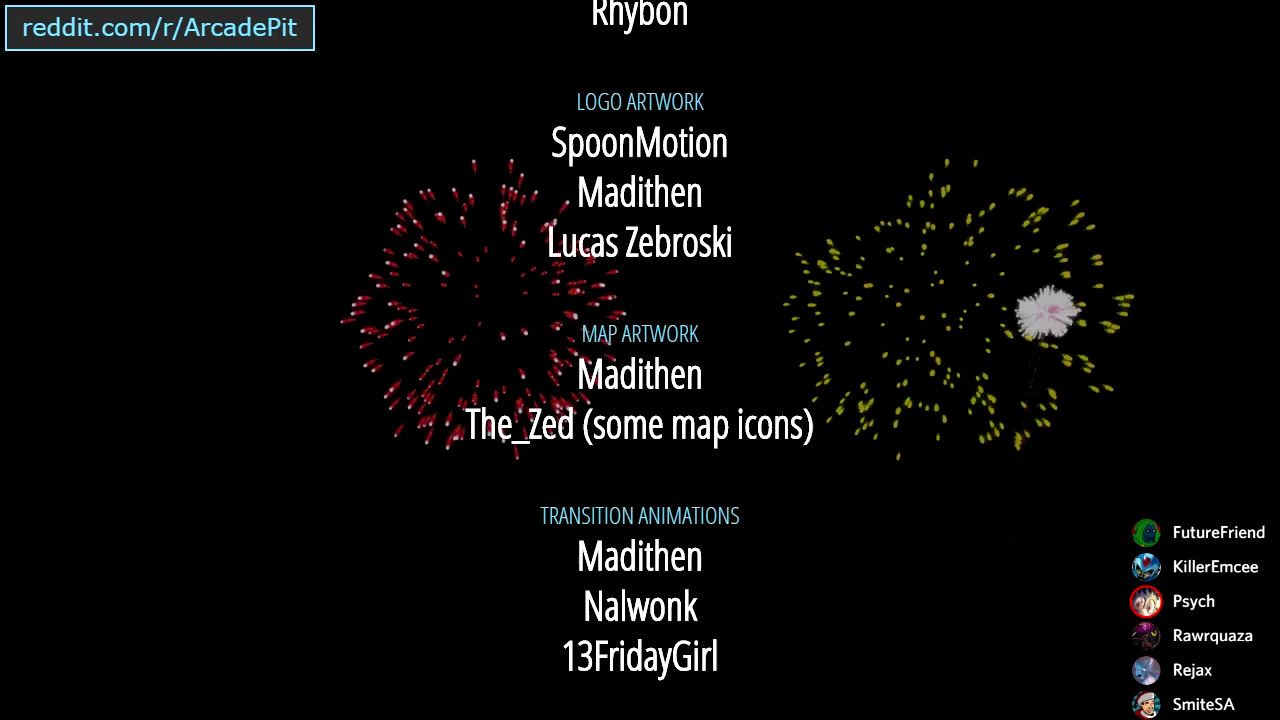 reddit.com/r/ArcadePit
Rhybon
LOGO ARTWORK
SpoonMotion
Madithen
Lucas Zebroski
MAP ARTWORK
Madithen
The_Zed (some map icons)
TRANSITION ANIMATIONS
Madithen
Nalwonk
13FridayGirl
FutureFriend
KillerEmcee
Psych
Rawrquaza
Rejax
SmiteSA